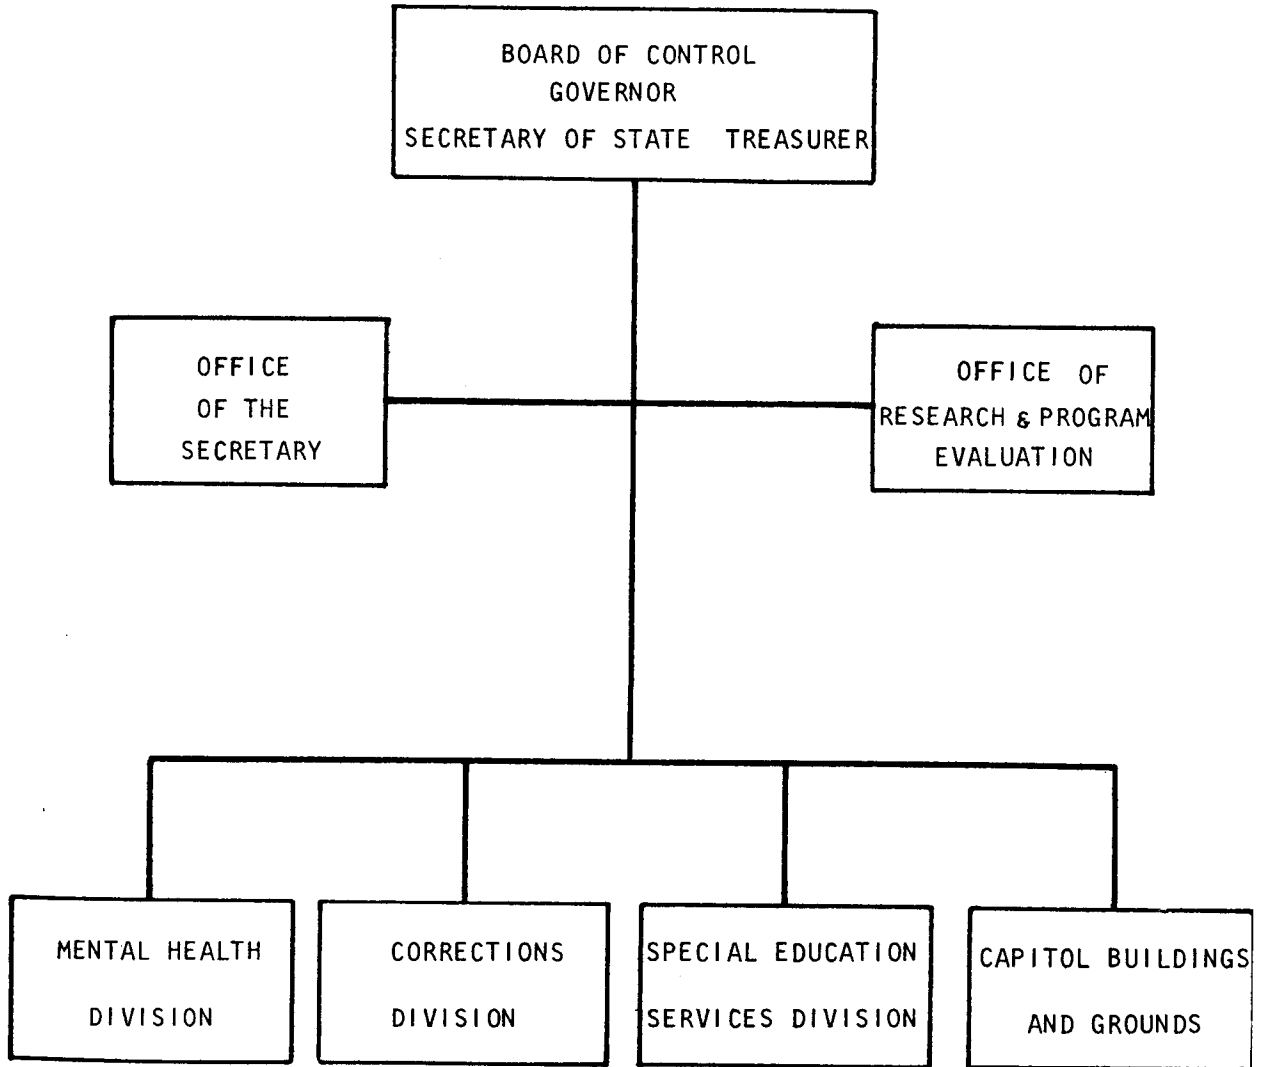 BOARD OF CONTROL
GOVERNOR
SECRETARY OF STATE TREASURER
OFFICE
OF THE
SECRETARY
OFFICE OF
RESEARCH & PROGRAM
EVALUATION
MENTAL HEALTH
DIVISION
CORRECTIONS
DIVISION
SPECIAL EDUCATION
SERVICES DIVISION
CAPITOL BUILDINGS
AND GROUNDS